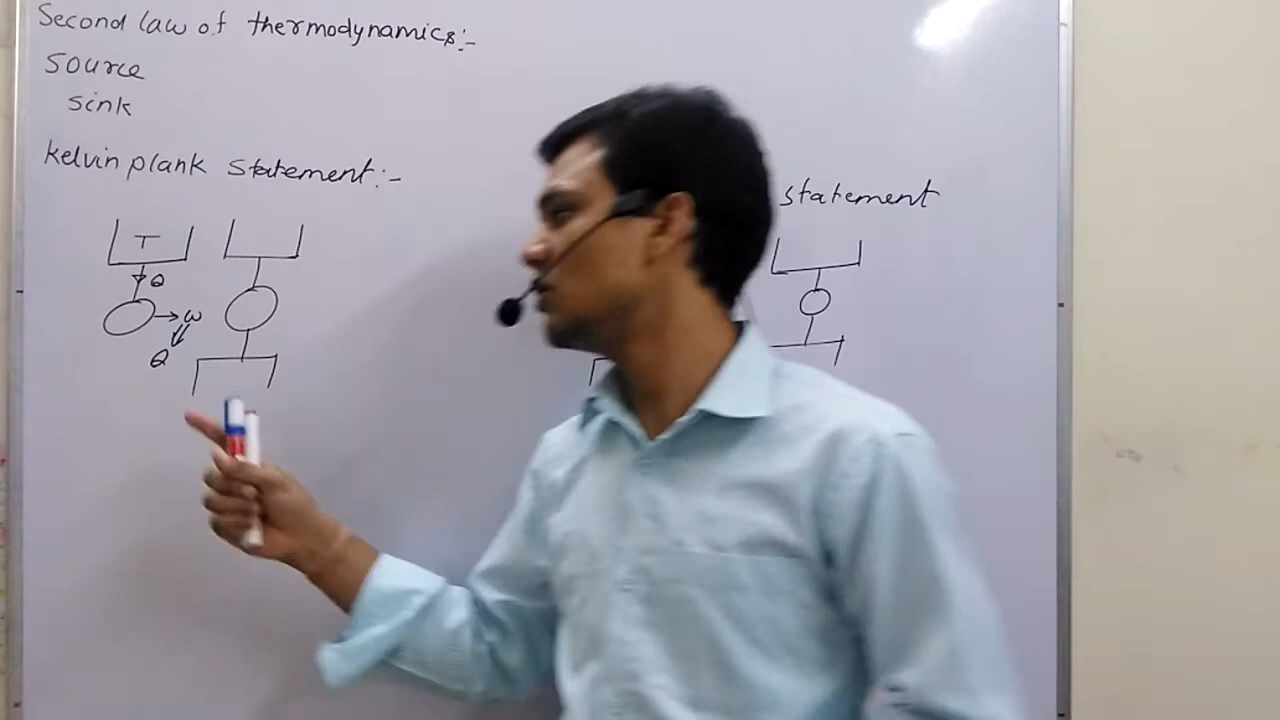 Second law of thermodynamics:-
Source
sink
kelvin plank statement:-
statement
T
Q
w
Q